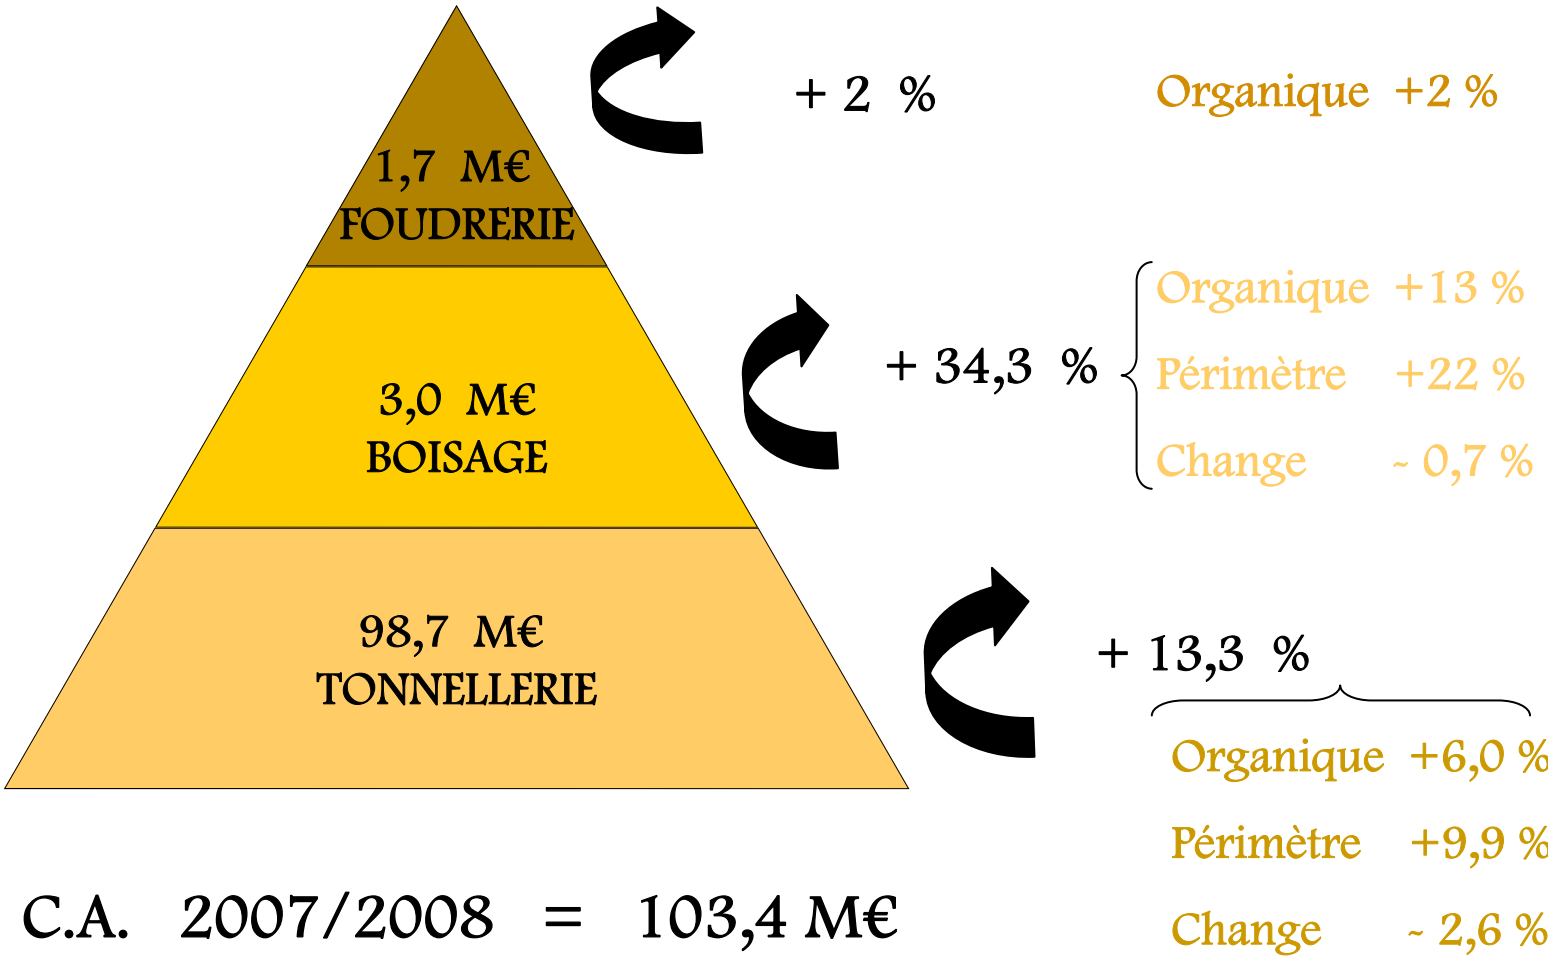 + 2 %
Organique +2 %
1,7 M€
FOUDRERIE
Organique +13 %
+ 34,3 %
Périmètre +22 %
3,0 M€
BOISAGE
Change - 0,7 %
98,7 M€
TONNELLERIE
+ 13,3 %
Organique +6,0 %
Périmètre +9,9 %
Change - 2,6 %
C.A. 2007/2008 = 103,4 M€